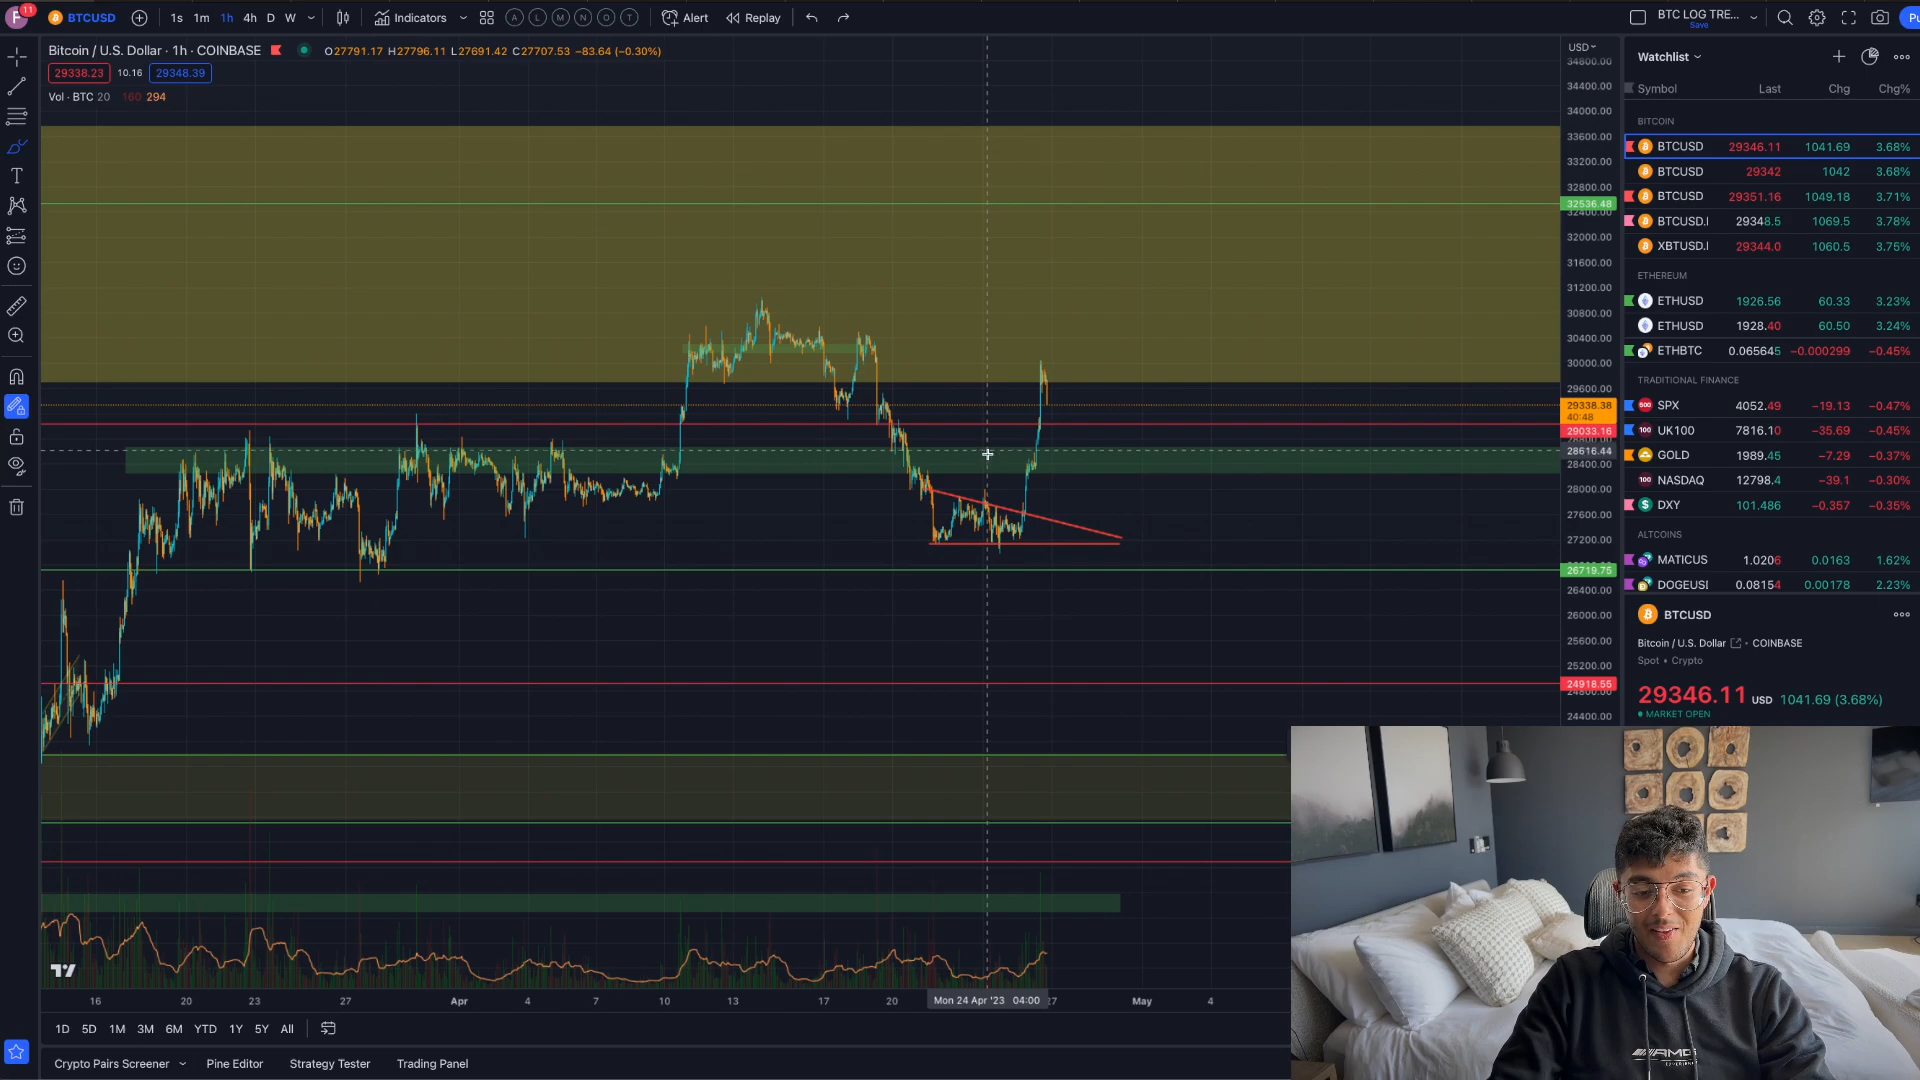 F 11 BTCUSD 1s 1m 1h 4h D W Indicators A L M N O T Alert Replay BTC LOG TRE... Save Pu
Bitcoin / U.S. Dollar · 1h · COINBASE O27791.17 H27796.11 L27691.42 C27707.53 −83.64 (−0.30%)
29338.23 10.16 29348.39
Vol · BTC 20 160 294
USD
34800.00
34400.00
34000.00
33600.00
33200.00
32800.00
32536.48
32400.00
32000.00
31600.00
31200.00
30800.00
30400.00
30000.00
29600.00
29338.38
40:48
29033.16
28800.00
28616.44
28400.00
28000.00
27600.00
27200.00
26719.75
26400.00
26000.00
25600.00
25200.00
24918.55
24800.00
24400.00
Watchlist
Symbol Last Chg Chg%
BITCOIN
BTCUSD 29346.11 1041.69 3.68%
BTCUSD 29342 1042 3.68%
BTCUSD 29351.16 1049.18 3.71%
BTCUSD.I 29348.5 1069.5 3.78%
XBTUSD.I 29344.0 1060.5 3.75%
ETHEREUM
ETHUSD 1926.56 60.33 3.23%
ETHUSD 1928.40 60.50 3.24%
ETHBTC 0.065645 −0.000299 −0.45%
TRADITIONAL FINANCE
500 SPX 4052.49 −19.13 −0.47%
100 UK100 7816.10 −35.69 −0.45%
GOLD 1989.45 −7.29 −0.37%
100 NASDAQ 12798.4 −39.1 −0.30%
$ DXY 101.486 −0.357 −0.35%
ALTCOINS
MATICUS 1.0206 0.0163 1.62%
DOGEUSI 0.08154 0.00178 2.23%
BTCUSD
Bitcoin / U.S. Dollar · COINBASE
Spot • Crypto
29346.11 USD 1041.69 (3.68%)
MARKET OPEN
16 20 23 27 Apr 4 7 10 13 17 20 Mon 24 Apr '23 04:00 27 May 4
1D 5D 1M 3M 6M YTD 1Y 5Y All
Crypto Pairs Screener Pine Editor Strategy Tester Trading Panel
AMG
EXPERIENCE